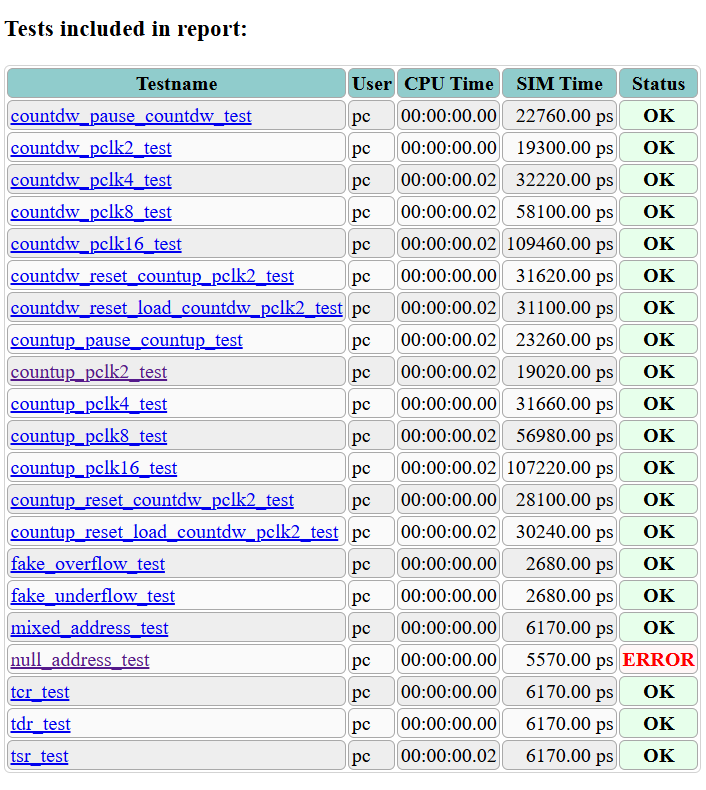 Tests included in report:
Testname User CPU Time SIM Time Status
countdw_pause_countdw_test pc 00:00:00.00 22760.00 ps OK
countdw_pclk2_test pc 00:00:00.00 19300.00 ps OK
countdw_pclk4_test pc 00:00:00.02 32220.00 ps OK
countdw_pclk8_test pc 00:00:00.02 58100.00 ps OK
countdw_pclk16_test pc 00:00:00.02 109460.00 ps OK
countdw_reset_countup_pclk2_test pc 00:00:00.00 31620.00 ps OK
countdw_reset_load_countdw_pclk2_test pc 00:00:00.02 31100.00 ps OK
countup_pause_countup_test pc 00:00:00.02 23260.00 ps OK
countup_pclk2_test pc 00:00:00.02 19020.00 ps OK
countup_pclk4_test pc 00:00:00.00 31660.00 ps OK
countup_pclk8_test pc 00:00:00.02 56980.00 ps OK
countup_pclk16_test pc 00:00:00.02 107220.00 ps OK
countup_reset_countdw_pclk2_test pc 00:00:00.00 28100.00 ps OK
countup_reset_load_countdw_pclk2_test pc 00:00:00.02 30240.00 ps OK
fake_overflow_test pc 00:00:00.00 2680.00 ps OK
fake_underflow_test pc 00:00:00.00 2680.00 ps OK
mixed_address_test pc 00:00:00.00 6170.00 ps OK
null_address_test pc 00:00:00.00 5570.00 ps ERROR
tcr_test pc 00:00:00.00 6170.00 ps OK
tdr_test pc 00:00:00.00 6170.00 ps OK
tsr_test pc 00:00:00.02 6170.00 ps OK